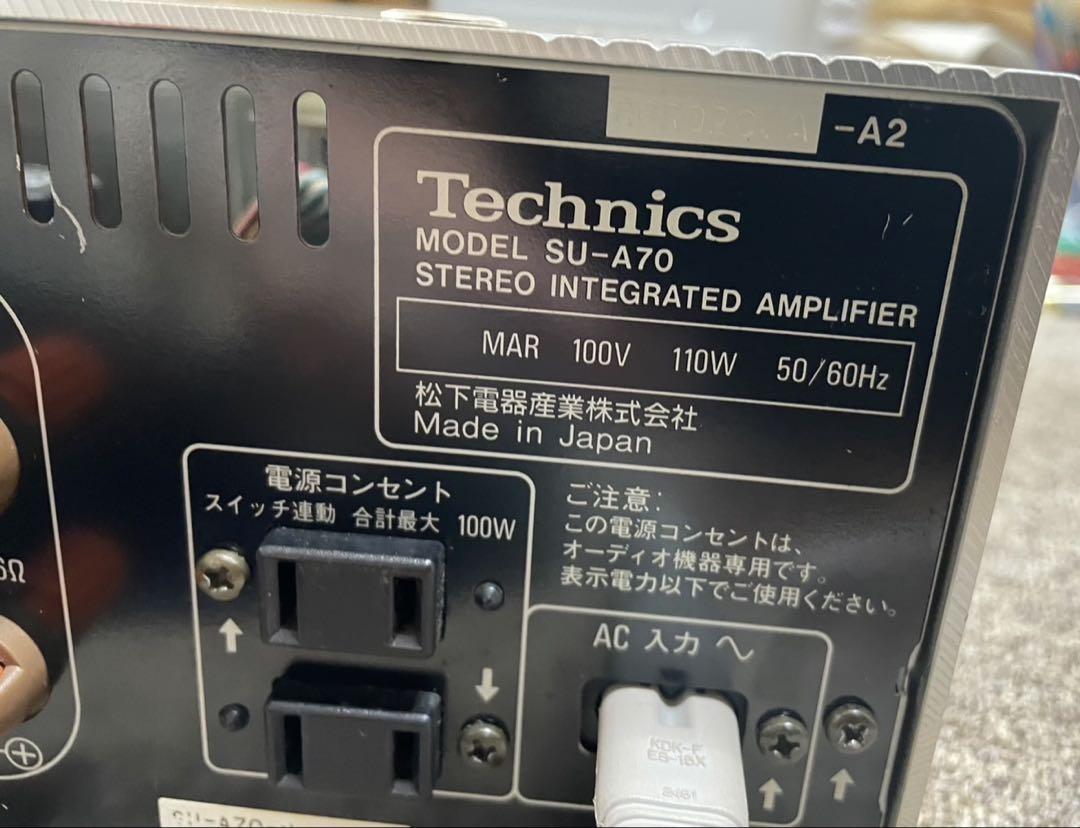 -A2
Technics
MODEL SU-A70
STEREO INTEGRATED AMPLIFIER
MAR 100V 110W 50/60Hz
松下電器産業株式会社
Made in Japan
電源コンセント
スイッチ連動 合計最大 100W
ご注意:
この電源コンセントは、
オーディオ機器専用です。
表示電力以下でご使用ください。
6Ω
AC 入力 ～
KDK-F
2461
SU-A70